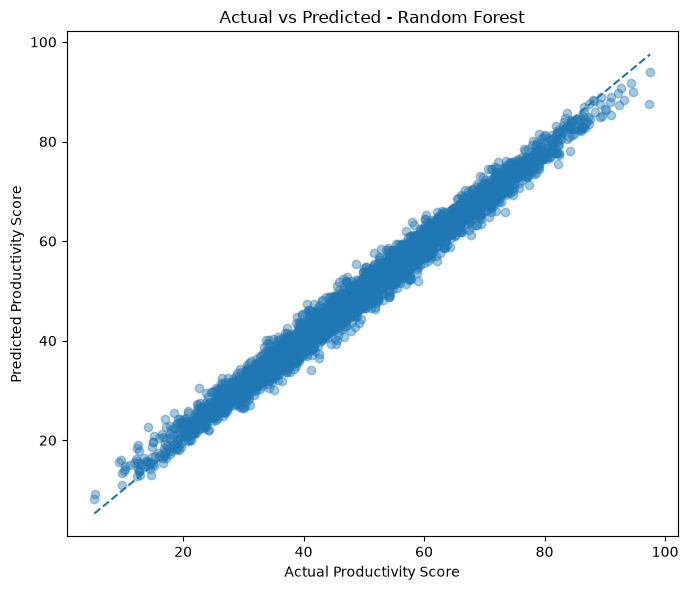 Actual vs Predicted - Random Forest
100
80
60
40
20
Predicted Productivity Score
20 40 60 80 100
Actual Productivity Score